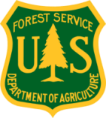 FOREST SERVICE
U S
DEPARTMENT OF AGRICULTURE